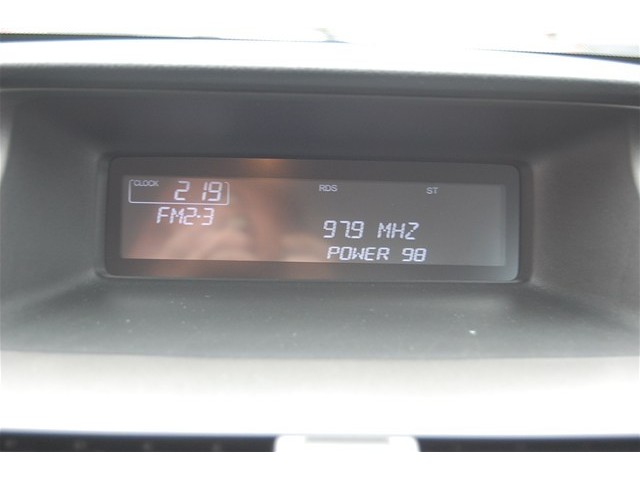 CLOCK 2:19 RDS ST
FM2-3
97.9 MHZ
POWER 98